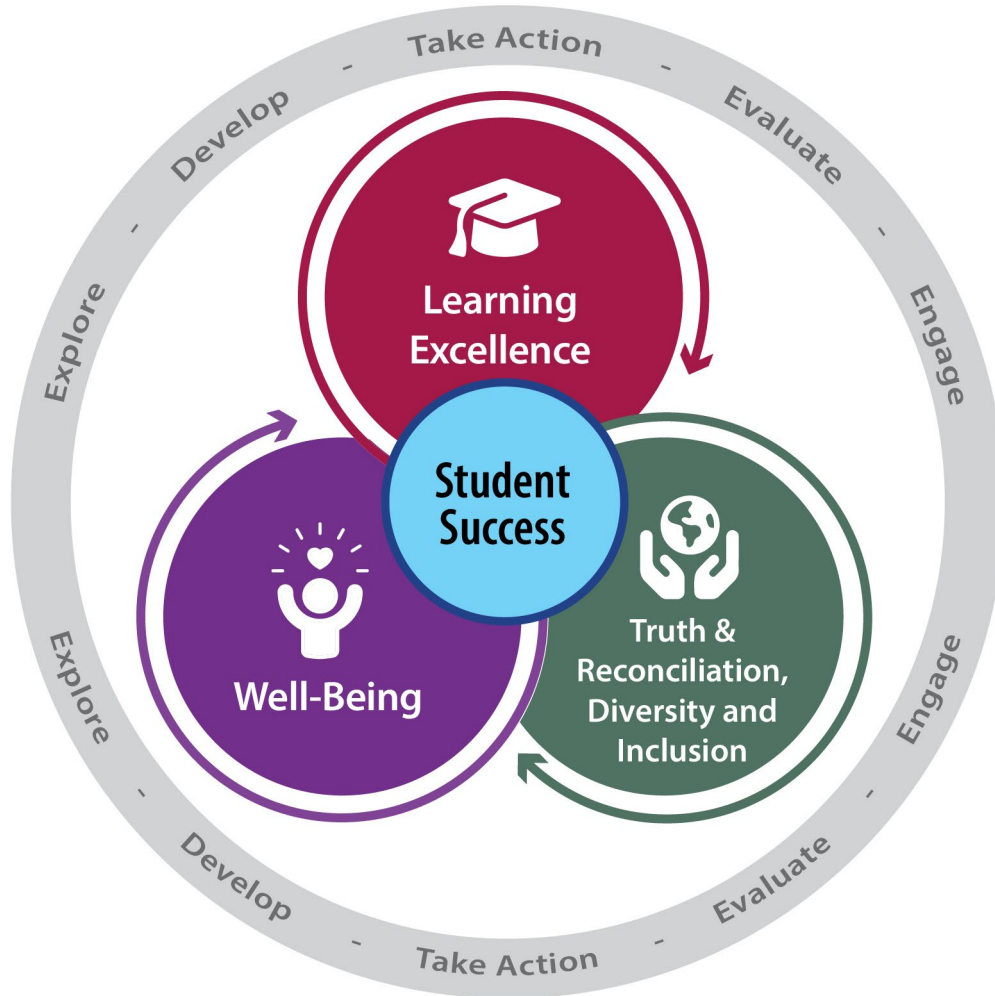 Explore - Develop - Take Action - Evaluate - Engage
Learning
Excellence
Student
Success
Well-Being
Truth &
Reconciliation,
Diversity and
Inclusion
Explore - Develop - Take Action - Evaluate - Engage